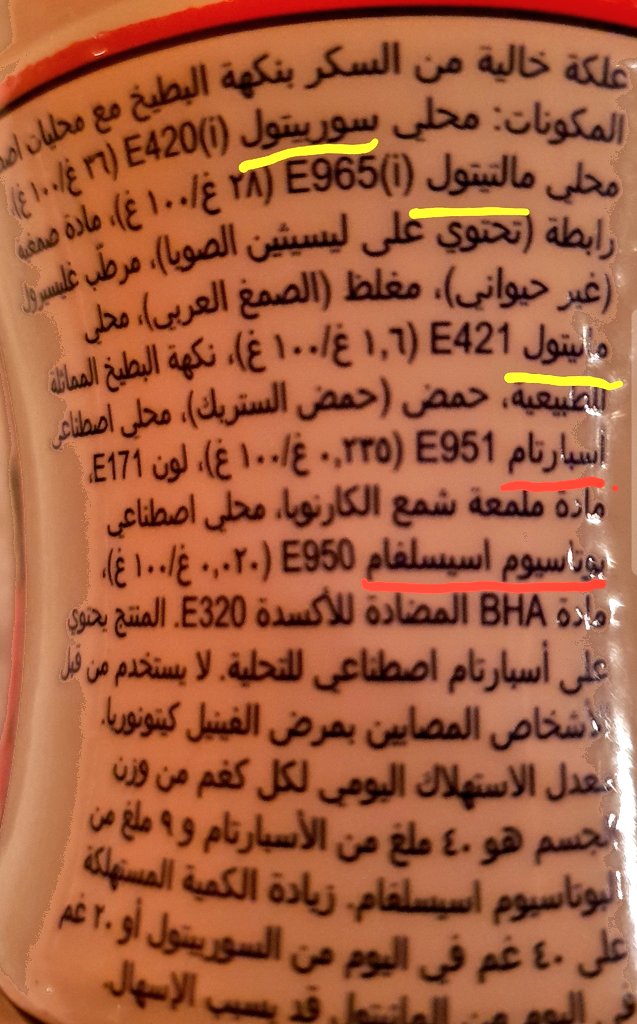 علكة خالية من السكر بنكهة البطيخ مع محليات
المكونات: محلي سوربيتول E420(i) (٣٦ غ/١٠٠ غ)،
محلي مالتيتول E965(i) (٢٨ غ/١٠٠ غ)، مادة صمغية
رابطة (تحتوي على ليسيثين الصويا)، مرطّب غليسيرول
(غير حيواني)، مغلظ (الصمغ العربي)، محلي
مانيتول E421 (١,٦ غ/١٠٠ غ)، نكهة البطيخ المماثلة
للطبيعية، حمض (حمض الستريك)، محلي اصطناعي
أسبارتام E951 (٠,٢٣٥ غ/١٠٠ غ)، لون E171،
مادة ملمعة شمع الكارنوبا، محلي اصطناعي
بوتاسيوم اسيسلفام E950 (٠,٠٢٠ غ/١٠٠ غ)،
مادة BHA المضادة للأكسدة E320. المنتج يحتوي
على أسبارتام اصطناعي للتحلية. لا يستخدم من قبل
الأشخاص المصابين بمرض الفينيل كيتونوريا.
معدل الاستهلاك اليومي لكل كغم من وزن
الجسم هو ٤٠ ملغ من الأسبارتام و ٩ ملغ من
البوتاسيوم اسيسلفام. زيادة الكمية المستهلكة
على ٤٠ غم في اليوم من السوربيتول أو ٢٠ غم
في اليوم من المانيتول قد يسبب الإسهال.